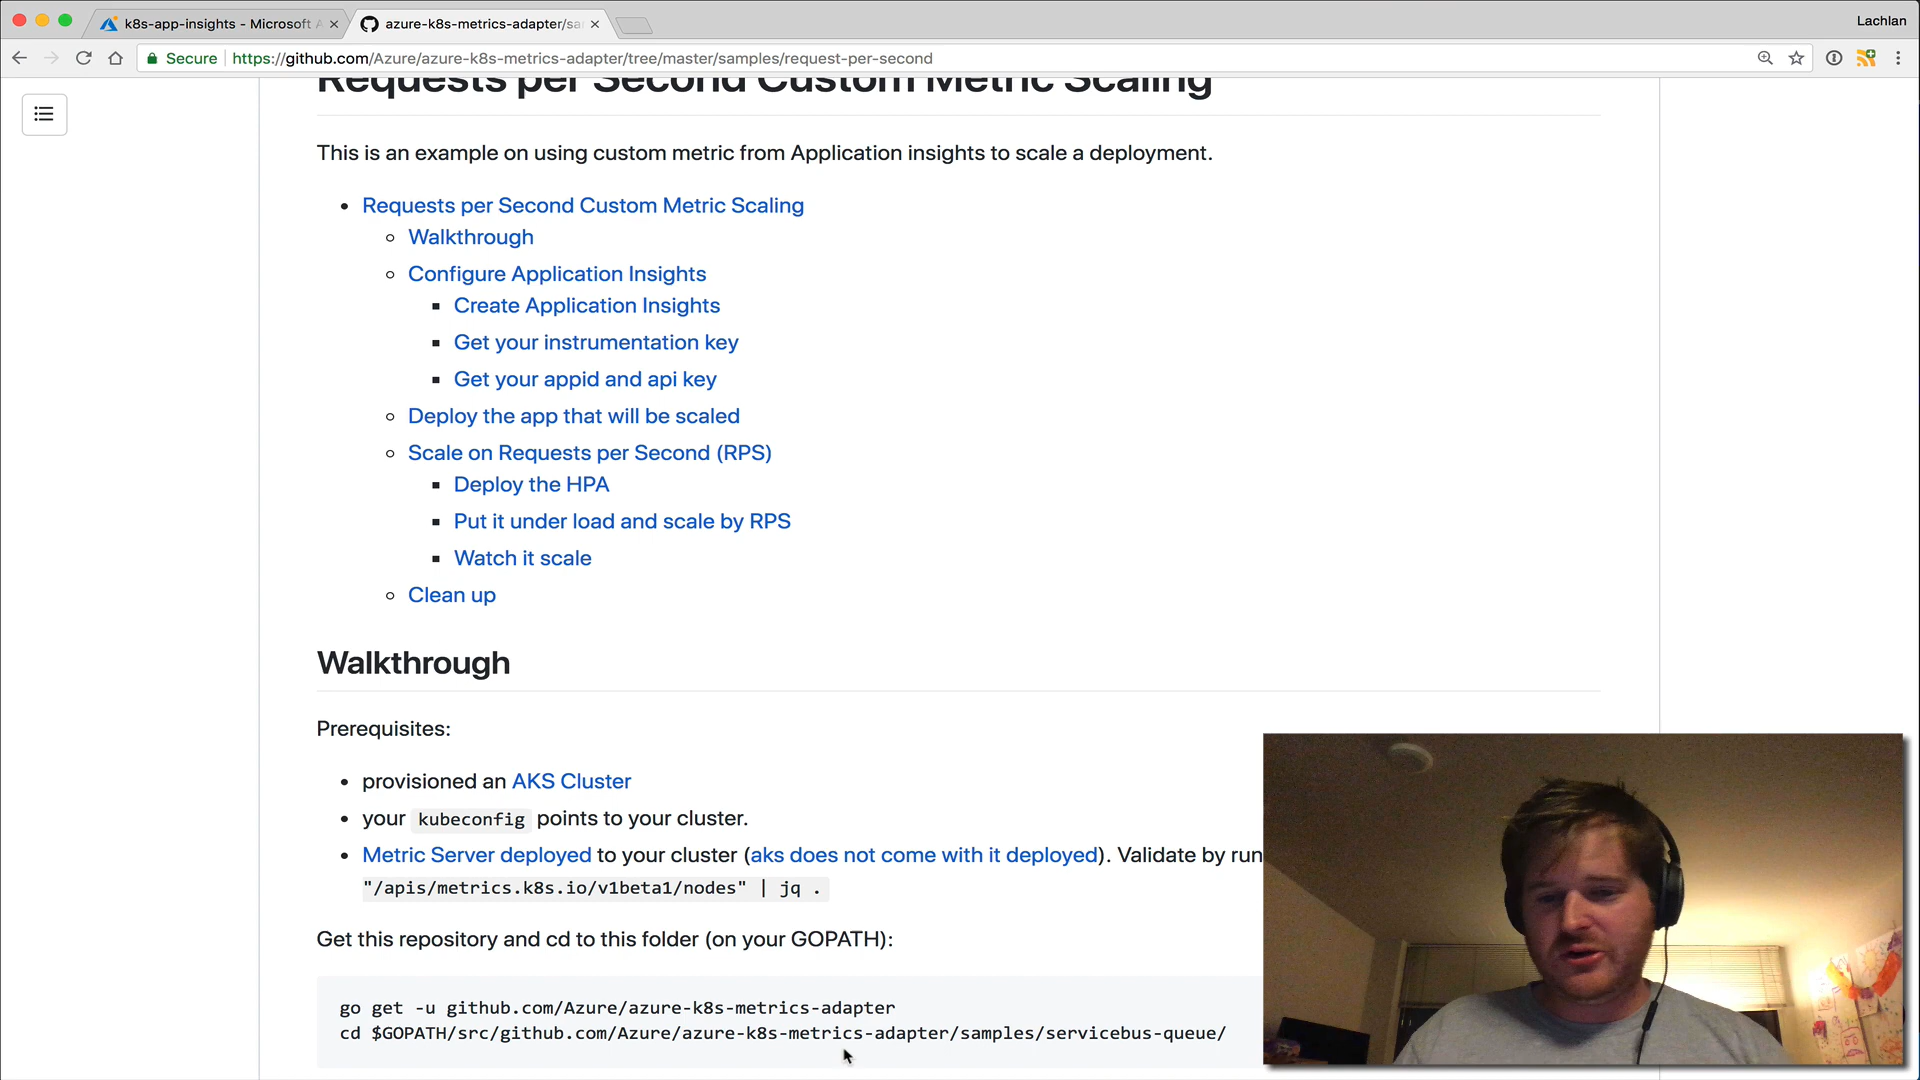 k8s-app-insights - Microsoft A
azure-k8s-metrics-adapter/sa
Lachlan
Secure
https://github.com/Azure/azure-k8s-metrics-adapter/tree/master/samples/request-per-second
Requests per Second Custom Metric Scaling
This is an example on using custom metric from Application insights to scale a deployment.
Requests per Second Custom Metric Scaling
Walkthrough
Configure Application Insights
Create Application Insights
Get your instrumentation key
Get your appid and api key
Deploy the app that will be scaled
Scale on Requests per Second (RPS)
Deploy the HPA
Put it under load and scale by RPS
Watch it scale
Clean up
Walkthrough
Prerequisites:
provisioned an AKS Cluster
your kubeconfig points to your cluster.
Metric Server deployed to your cluster (aks does not come with it deployed). Validate by run
"/apis/metrics.k8s.io/v1beta1/nodes" | jq .
Get this repository and cd to this folder (on your GOPATH):
go get -u github.com/Azure/azure-k8s-metrics-adapter
cd $GOPATH/src/github.com/Azure/azure-k8s-metrics-adapter/samples/servicebus-queue/